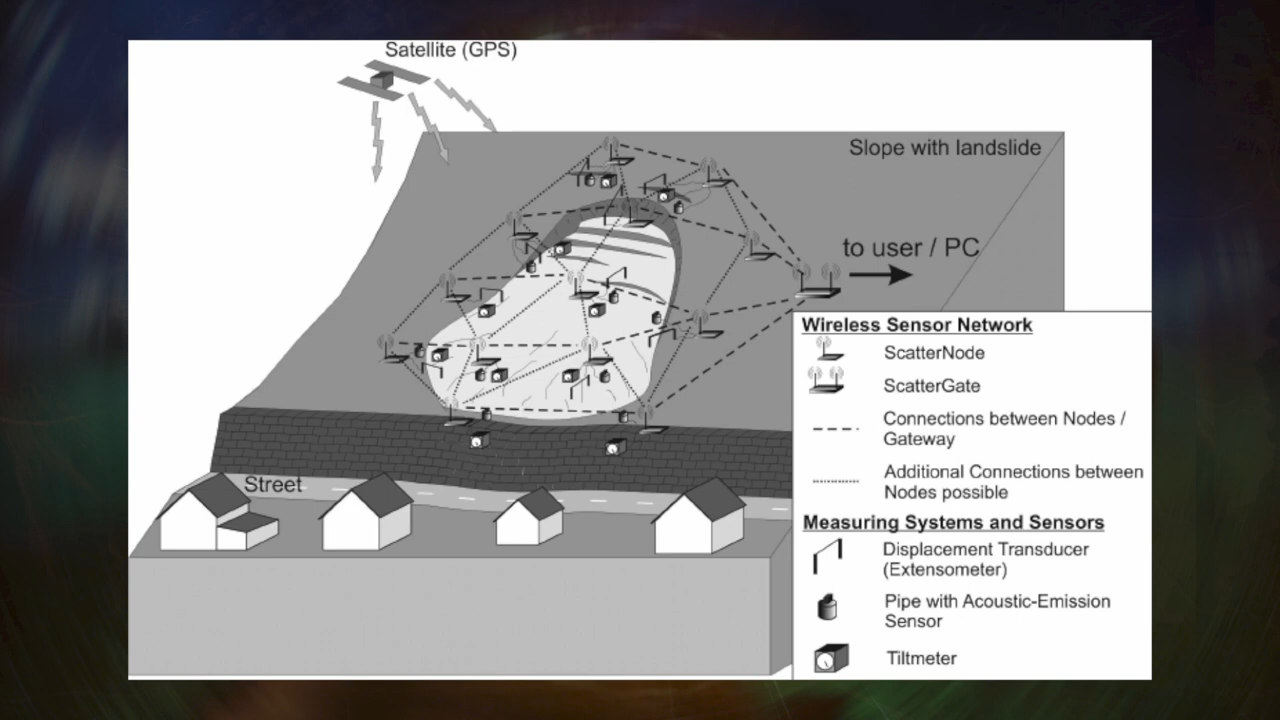 Satellite (GPS)
Slope with landslide
to user / PC
Wireless Sensor Network
ScatterNode
ScatterGate
Connections between Nodes /
Gateway
Additional Connections between
Nodes possible
Street
Measuring Systems and Sensors
Displacement Transducer
(Extensometer)
Pipe with Acoustic-Emission
Sensor
Tiltmeter